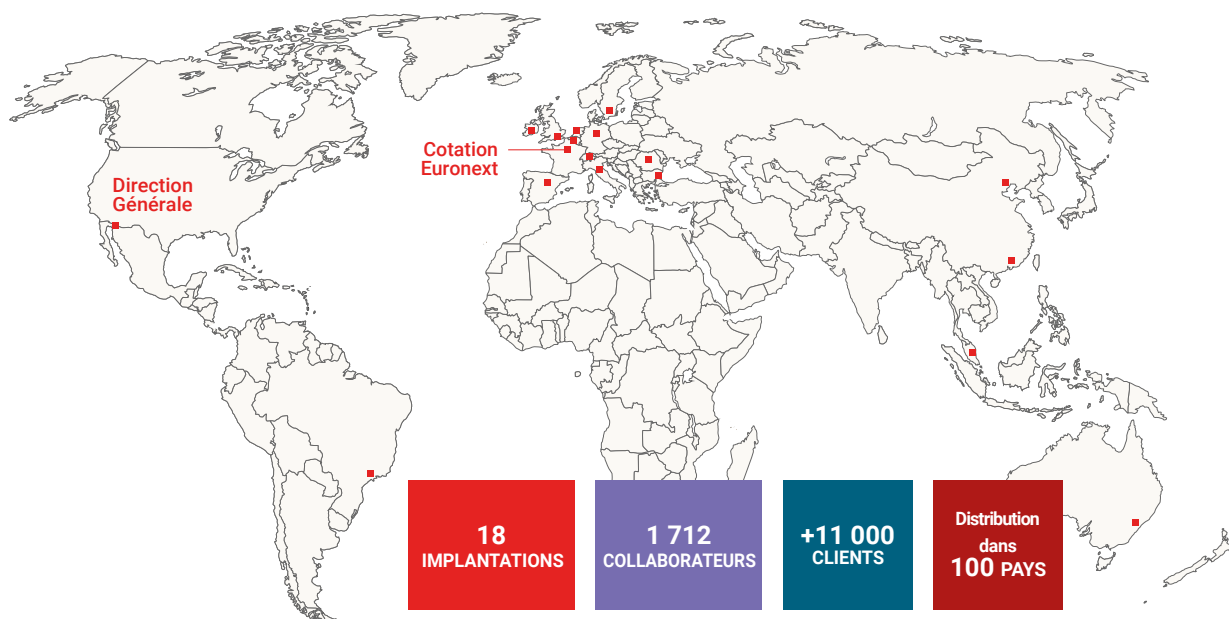 Cotation
Euronext
Direction
Générale
18
IMPLANTATIONS
1 712
COLLABORATEURS
+11 000
CLIENTS
Distribution
dans
100 PAYS